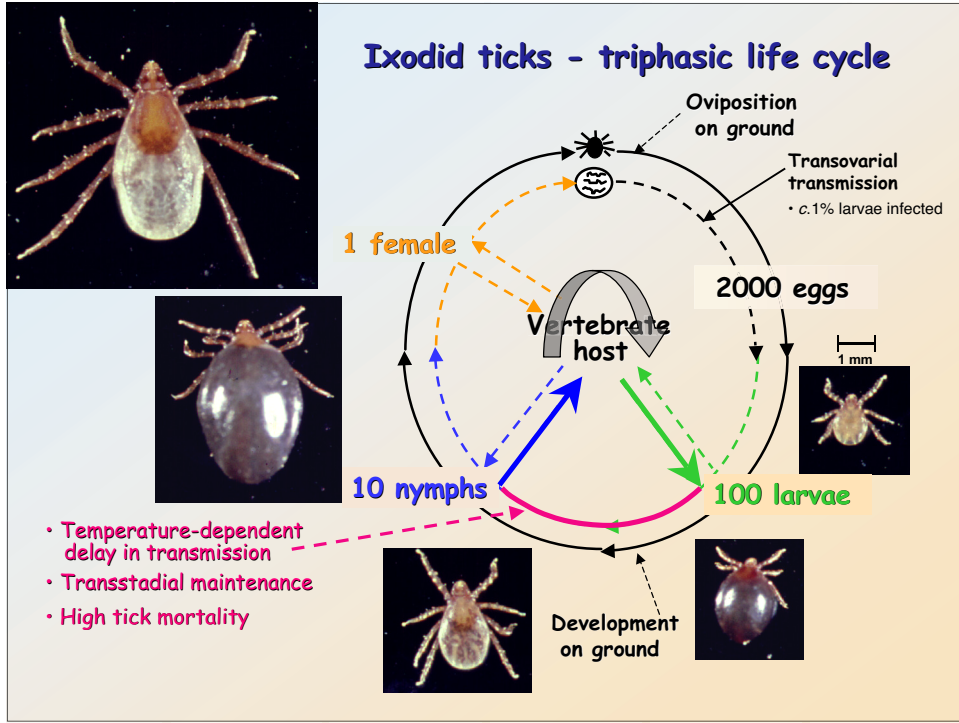 Ixodid ticks - triphasic life cycle
Oviposition
on ground
Transovarial
transmission
• c.1% larvae infected
1 female
2000 eggs
Vertebrate
host
1 mm
10 nymphs
100 larvae
• Temperature-dependent
delay in transmission
• Transstadial maintenance
• High tick mortality
Development
on ground